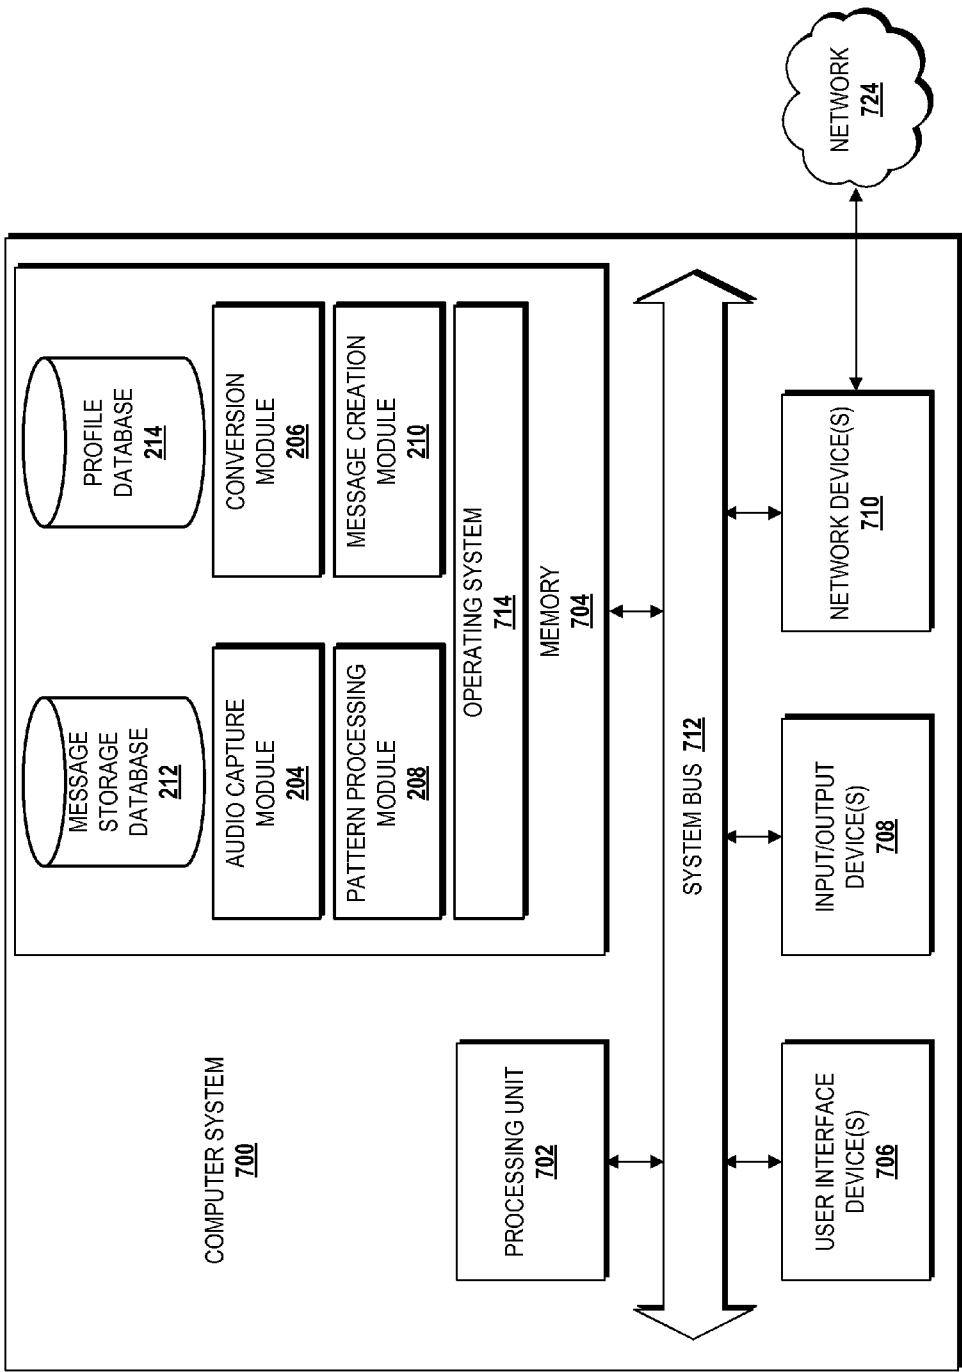 COMPUTER SYSTEM
700
MESSAGE
STORAGE
DATABASE
212
PROFILE
DATABASE
214
AUDIO CAPTURE
MODULE
204
CONVERSION
MODULE
206
PATTERN PROCESSING
MODULE
208
MESSAGE CREATION
MODULE
210
OPERATING SYSTEM
714
MEMORY
704
PROCESSING UNIT
702
SYSTEM BUS 712
USER INTERFACE
DEVICE(S)
706
INPUT/OUTPUT
DEVICE(S)
708
NETWORK DEVICE(S)
710
NETWORK
724